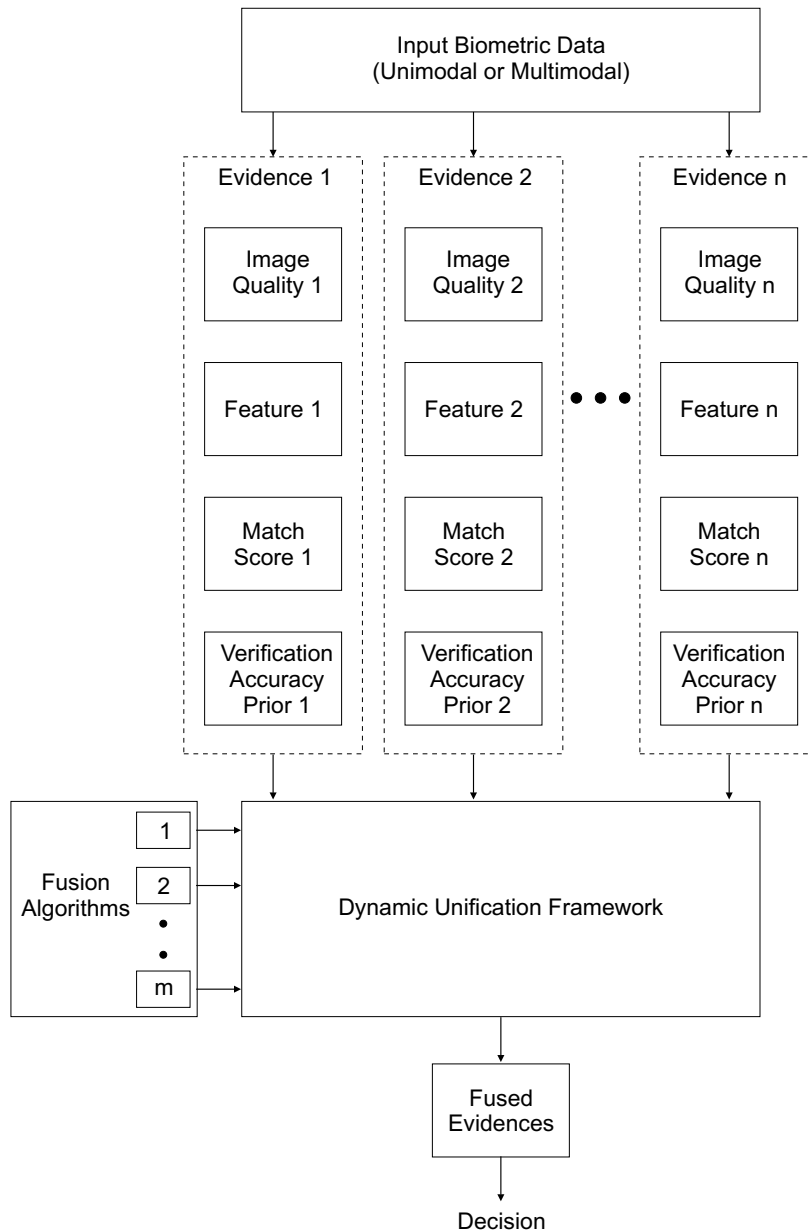 Input Biometric Data
(Unimodal or Multimodal)
Evidence 1
Evidence 2
Evidence n
Image
Quality 1
Image
Quality 2
Image
Quality n
Feature 1
Feature 2
Feature n
Match
Score 1
Match
Score 2
Match
Score n
Verification
Accuracy
Prior 1
Verification
Accuracy
Prior 2
Verification
Accuracy
Prior n
Fusion
Algorithms
1
2
m
Dynamic Unification Framework
Fused
Evidences
Decision